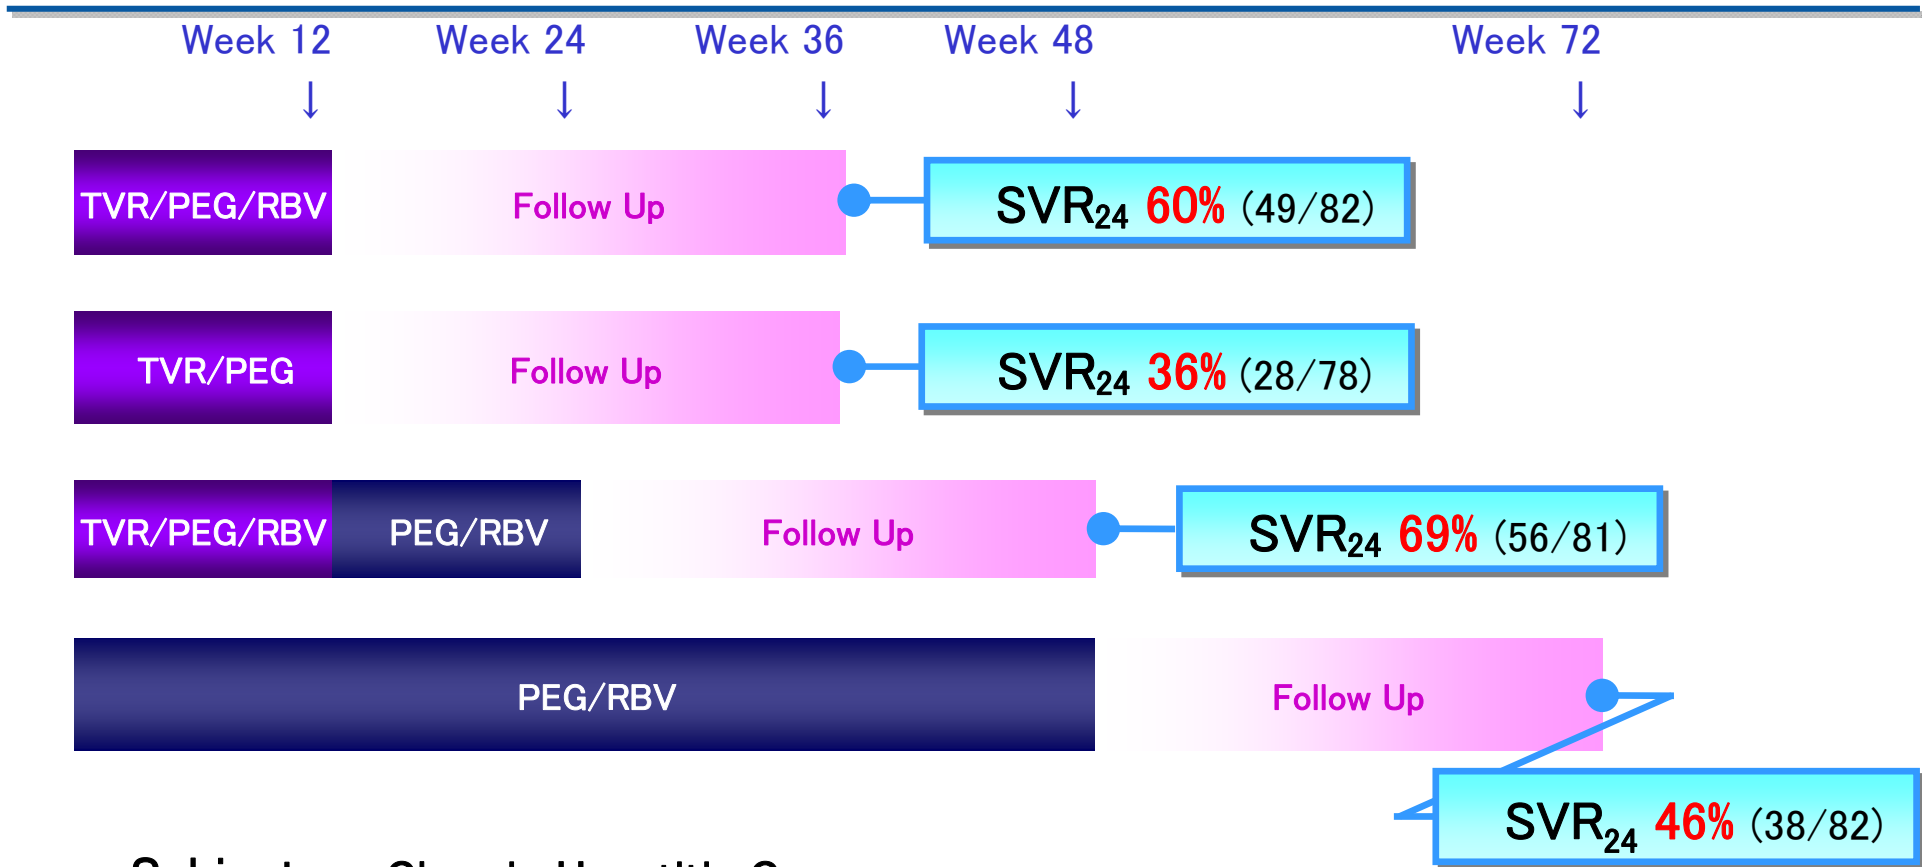 Week 12 Week 24 Week 36 Week 48 Week 72
↓ ↓ ↓ ↓ ↓
TVR/PEG/RBV Follow Up SVR24 60% (49/82)
TVR/PEG Follow Up SVR24 36% (28/78)
TVR/PEG/RBV PEG/RBV Follow Up SVR24 69% (56/81)
PEG/RBV Follow Up
SVR24 46% (38/82)